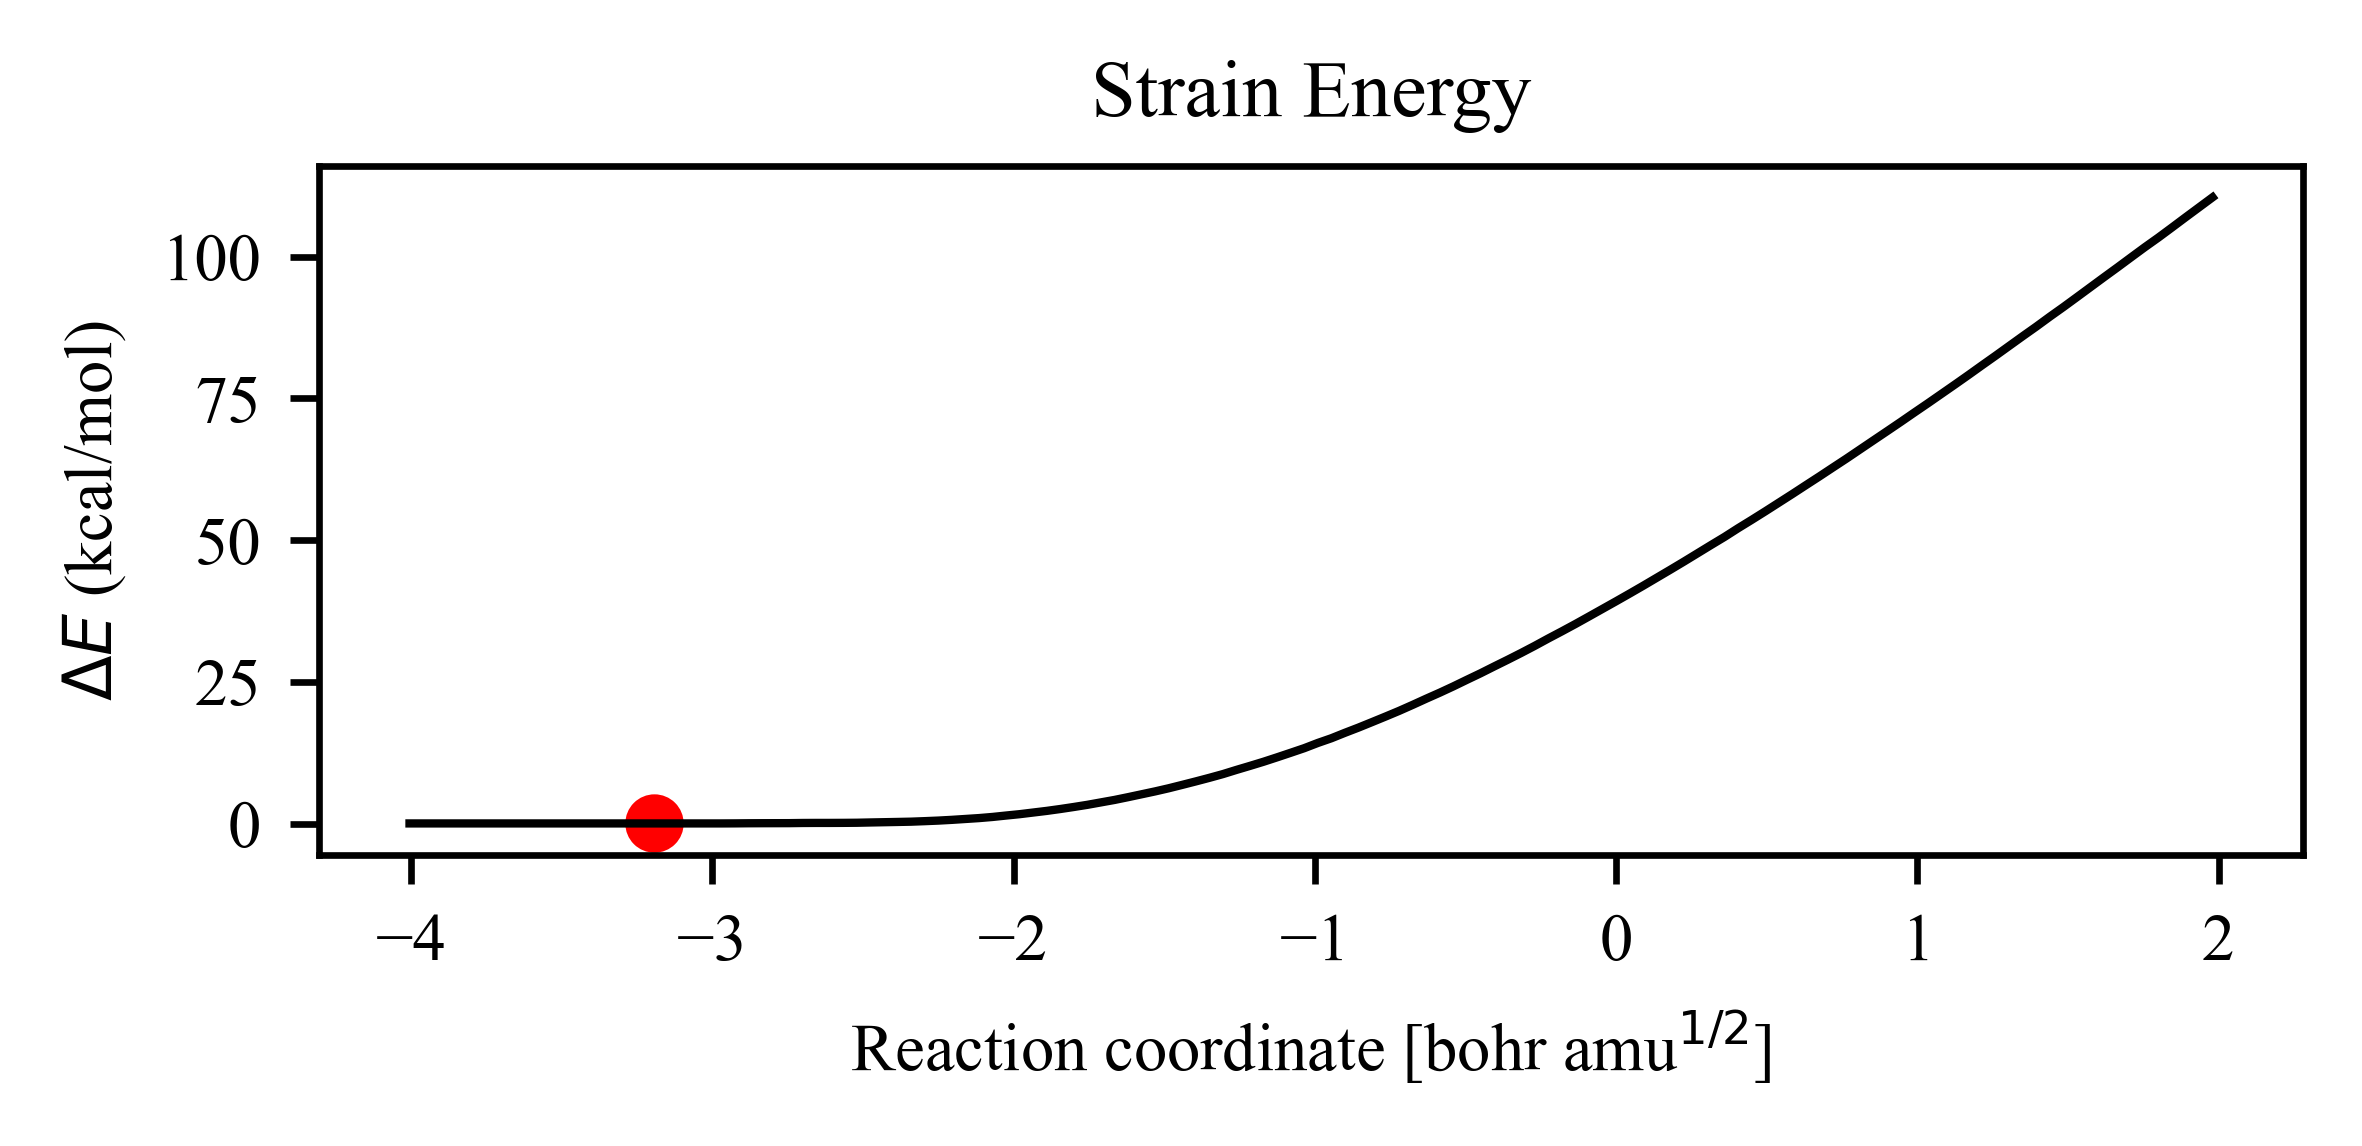 Strain Energy
ΔE (kcal/mol)
100
75
50
25
0
−4 −3 −2 −1 0 1 2
Reaction coordinate [bohr amu^{1/2}]